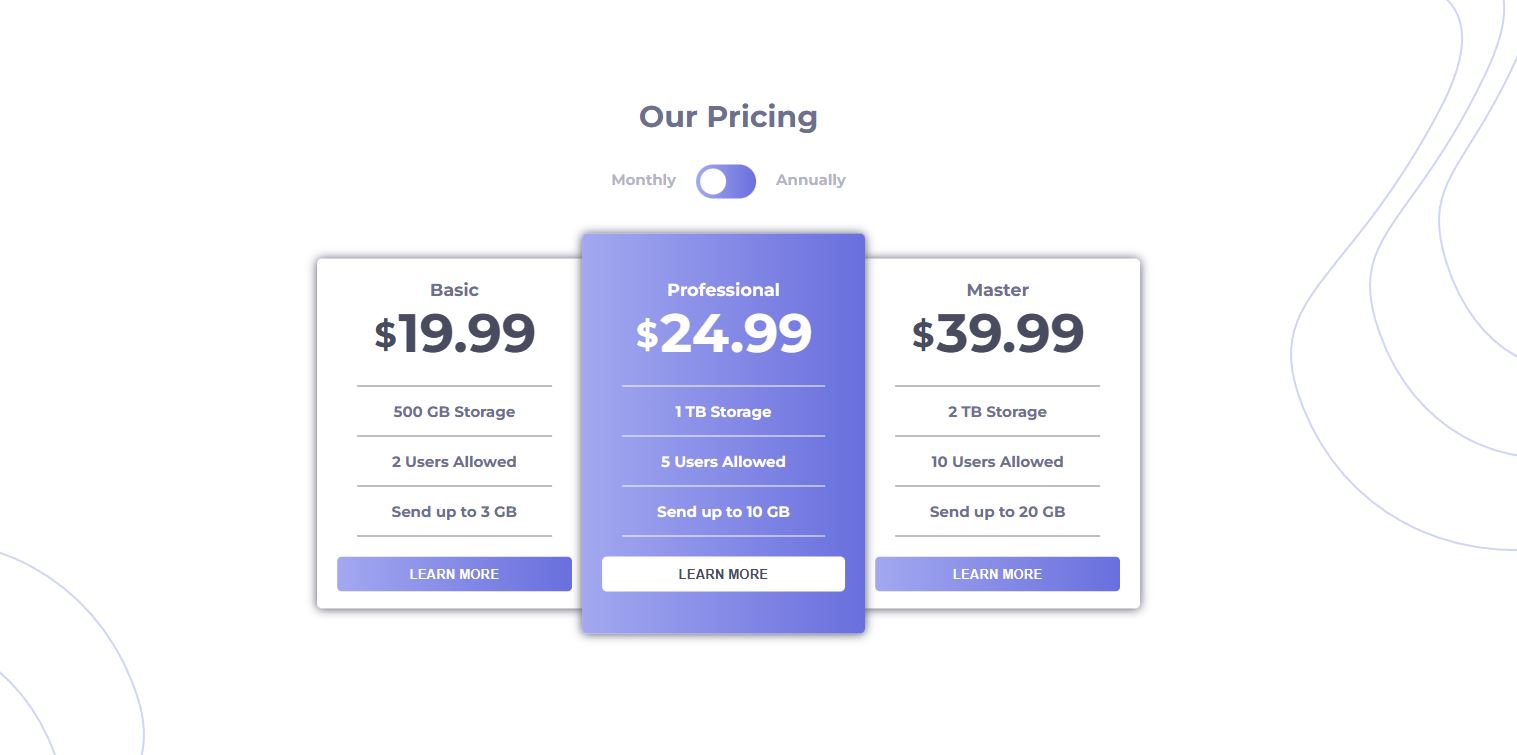 Our Pricing
Monthly
Annually
Basic
$19.99
500 GB Storage
2 Users Allowed
Send up to 3 GB
LEARN MORE
Professional
$24.99
1 TB Storage
5 Users Allowed
Send up to 10 GB
LEARN MORE
Master
$39.99
2 TB Storage
10 Users Allowed
Send up to 20 GB
LEARN MORE